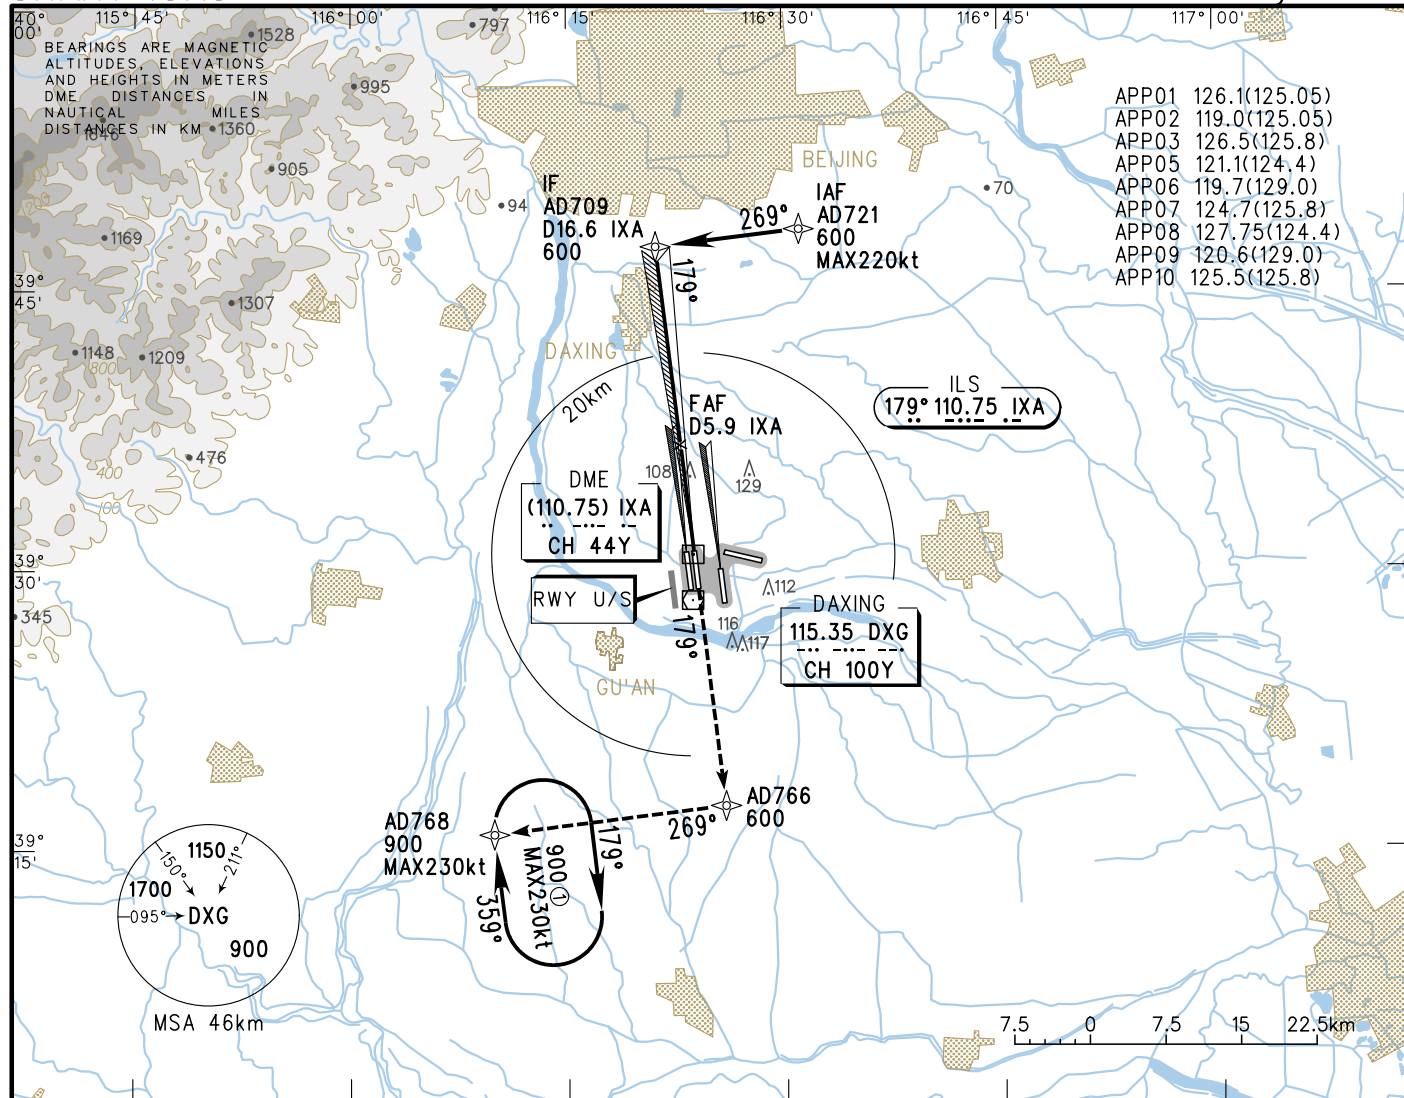 40°
00'
115° 45'
116° 00'
116° 15'
116° 30'
116° 45'
117° 00'
BEARINGS ARE MAGNETIC
ALTITUDES, ELEVATIONS
AND HEIGHTS IN METERS
DME DISTANCES IN
NAUTICAL MILES
DISTANCES IN KM
1528
797
995
1646
1360
905
94
1169
1307
1148
1209
800
476
400
345
70
BEIJING
APP01 126.1(125.05)
APP02 119.0(125.05)
APP03 126.5(125.8)
APP05 121.1(124.4)
APP06 119.7(129.0)
APP07 124.7(125.8)
APP08 127.75(124.4)
APP09 120.6(129.0)
APP10 125.5(125.8)
IF
AD709
D16.6 IXA
600
269°
IAF
AD721
600
MAX220kt
179°
39°
45'
DAXING
20km
ILS
179° 110.75 IXA
FAF
D5.9 IXA
108
129
DME
(110.75) IXA
CH 44Y
39°
30'
RWY U/S
112
116
117
179°
DAXING
115.35 DXG
CH 100Y
GU'AN
AD766
600
269°
AD768
900
MAX230kt
179°
900①
MAX230kt
359°
39°
15'
1150
150°
211°
1700
095°
DXG
900
MSA 46km
7.5 0 7.5 15 22.5km